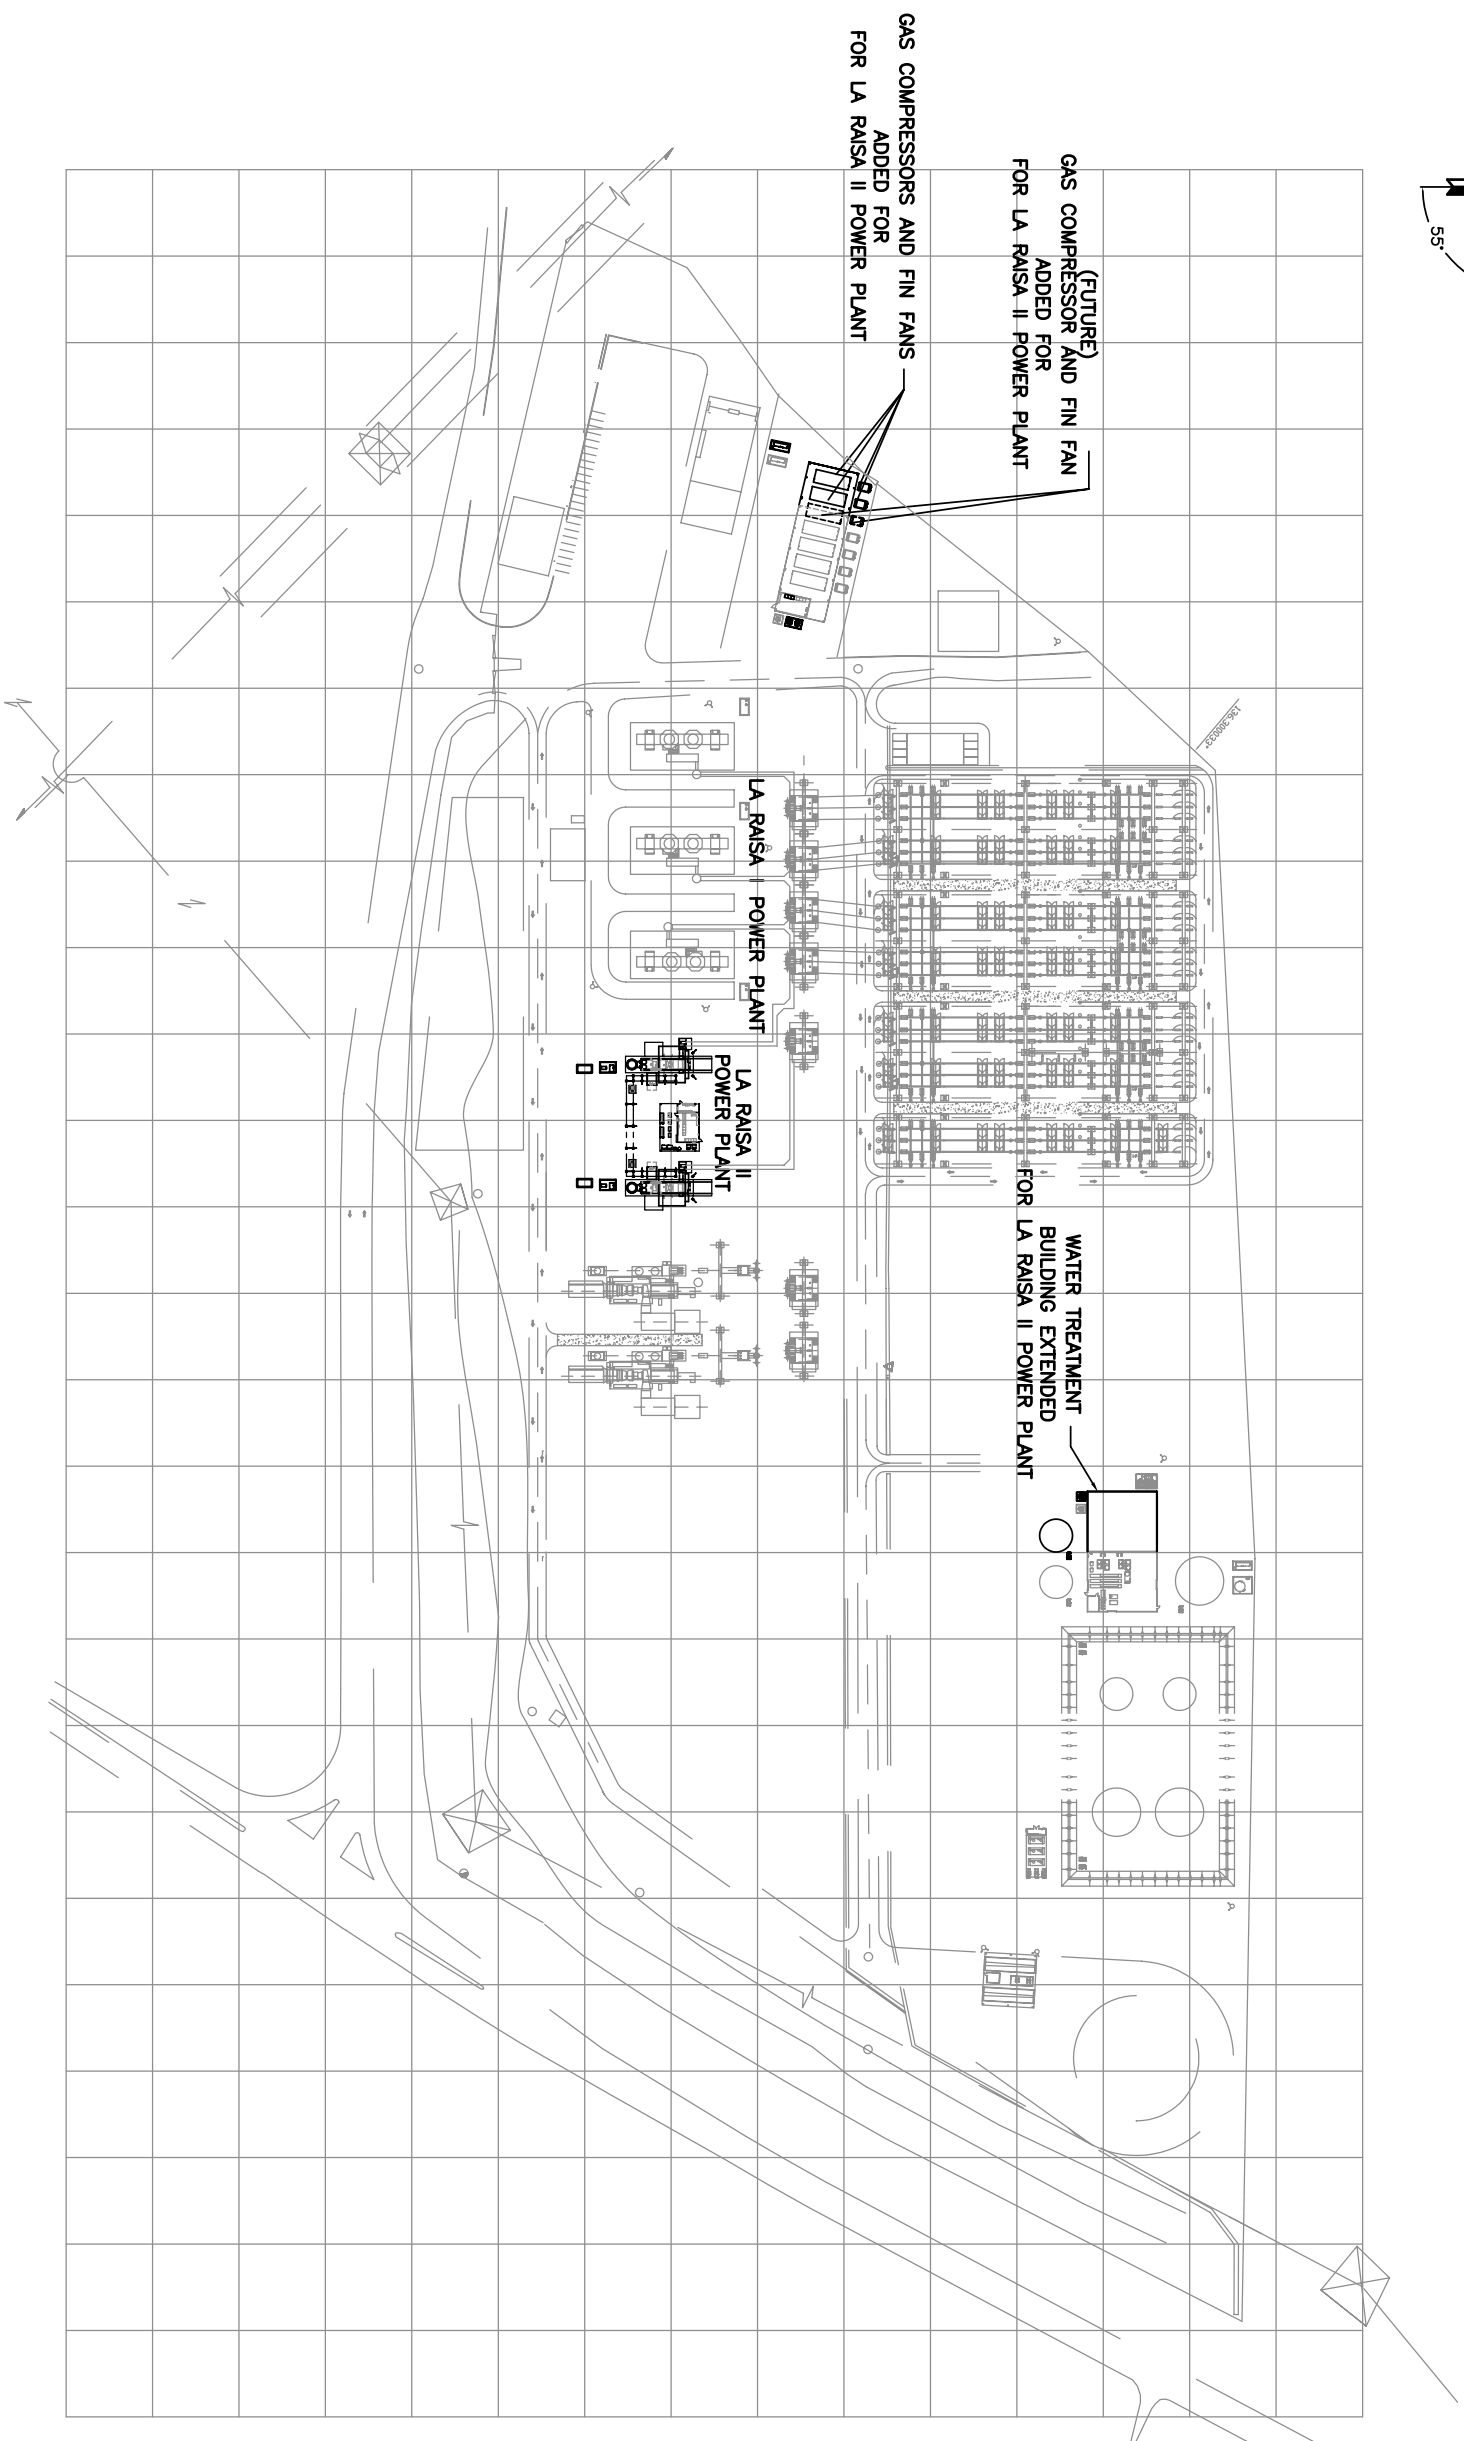 GAS COMPRESSORS AND FIN FANS
ADDED FOR
FOR LA RAISA II POWER PLANT
(FUTURE)
GAS COMPRESSOR AND FIN FAN
ADDED FOR
FOR LA RAISA II POWER PLANT
55°
136.300033°
LA RAISA I POWER PLANT
LA RAISA II
POWER PLANT
WATER TREATMENT
BUILDING EXTENDED
FOR LA RAISA II POWER PLANT